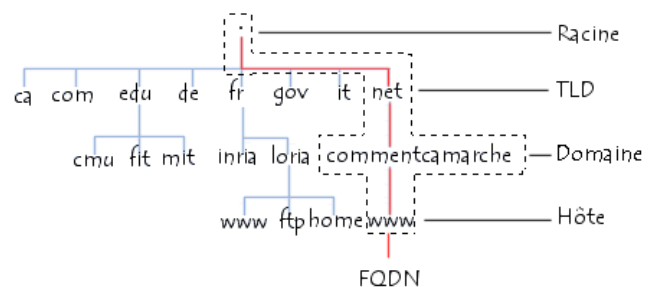 . Racine
ca com edu de fr gov it net TLD
cmu fit mit inria loria commentcamarche Domaine
www ftp home www Hôte
FQDN